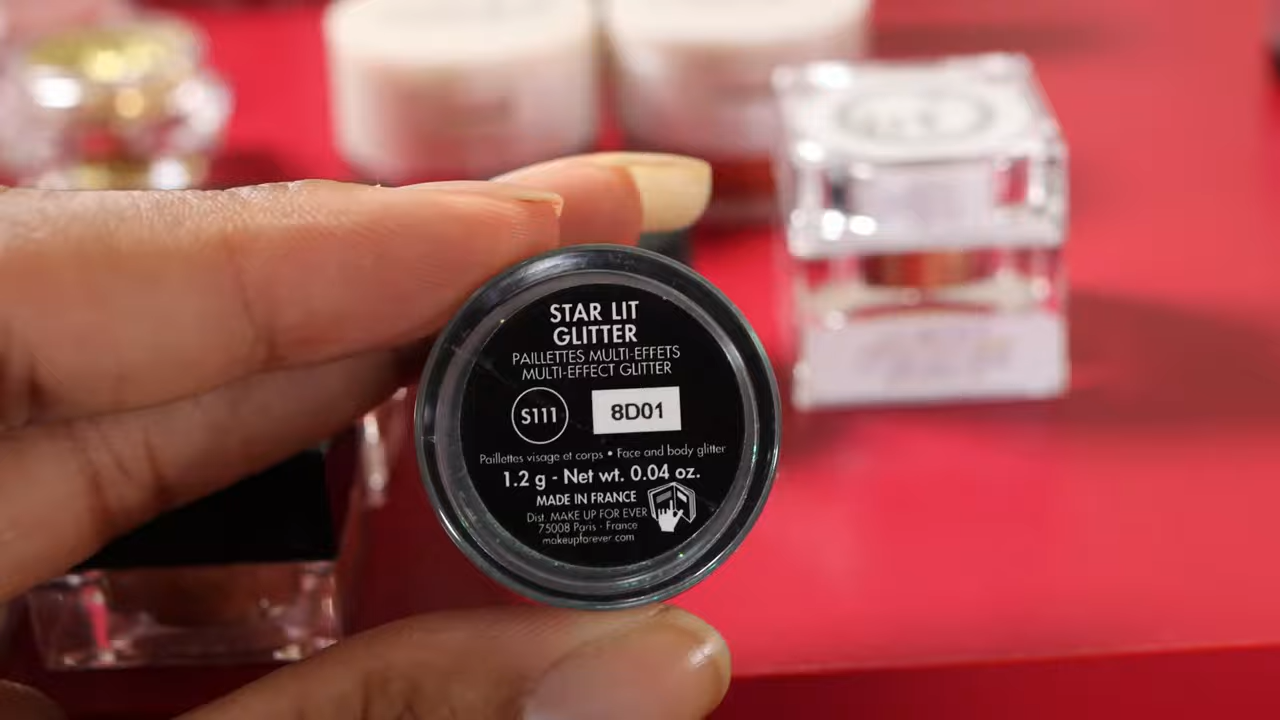 STAR LIT
GLITTER
PAILLETTES MULTI-EFFETS
MULTI-EFFECT GLITTER
S111 8D01
Paillettes visage et corps • Face and body glitter
1.2 g - Net wt. 0.04 oz.
MADE IN FRANCE
Dist. MAKE UP FOR EVER
75008 Paris - France
makeupforever.com